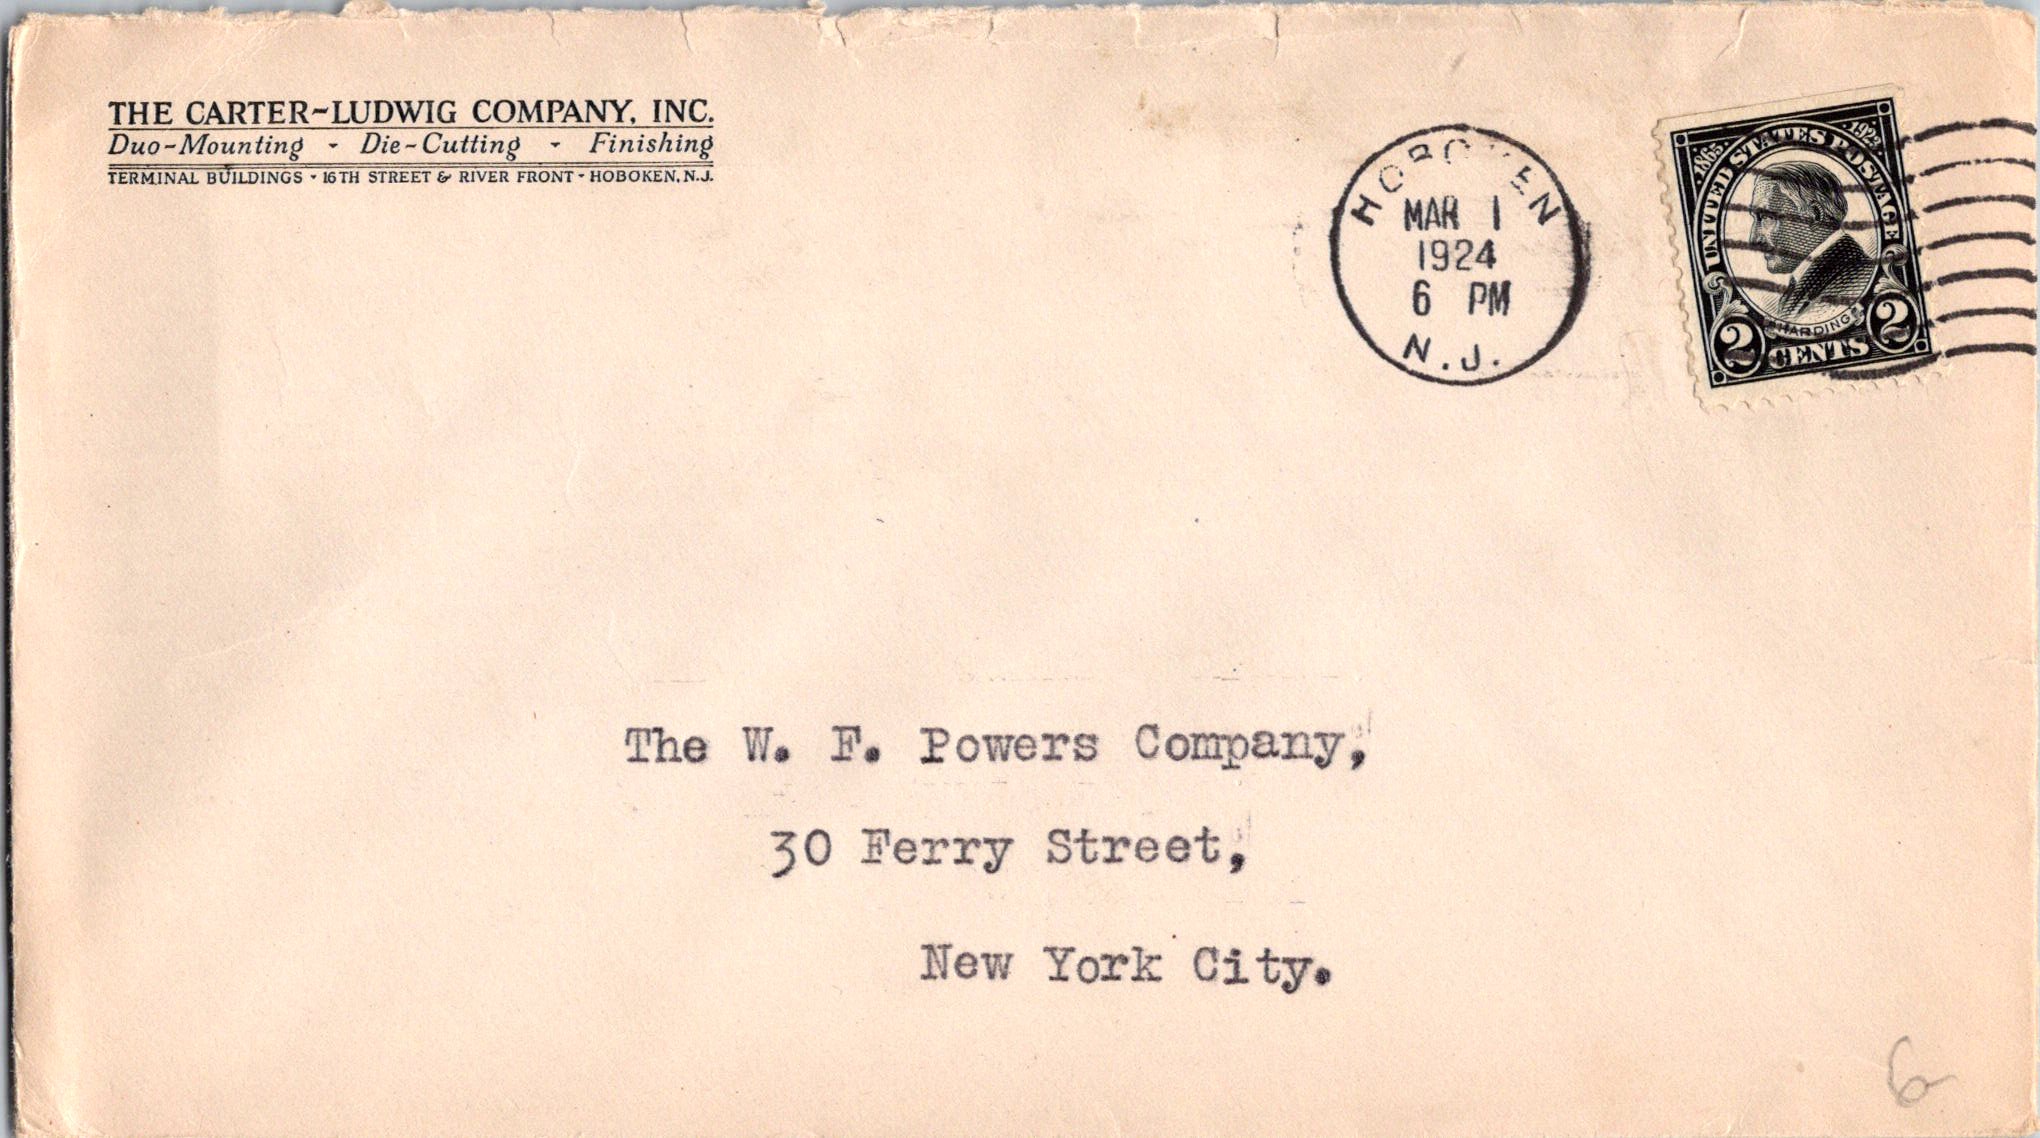 THE CARTER-LUDWIG COMPANY, INC.
Duo-Mounting - Die-Cutting - Finishing
TERMINAL BUILDINGS - 16TH STREET & RIVER FRONT - HOBOKEN, N.J.
HOBOKEN
MAR 1
1924
6 PM
N.J.
1865 1923
UNITED STATES POSTAGE
HARDING
2 CENTS 2
The W. F. Powers Company,
30 Ferry Street,
New York City.
6